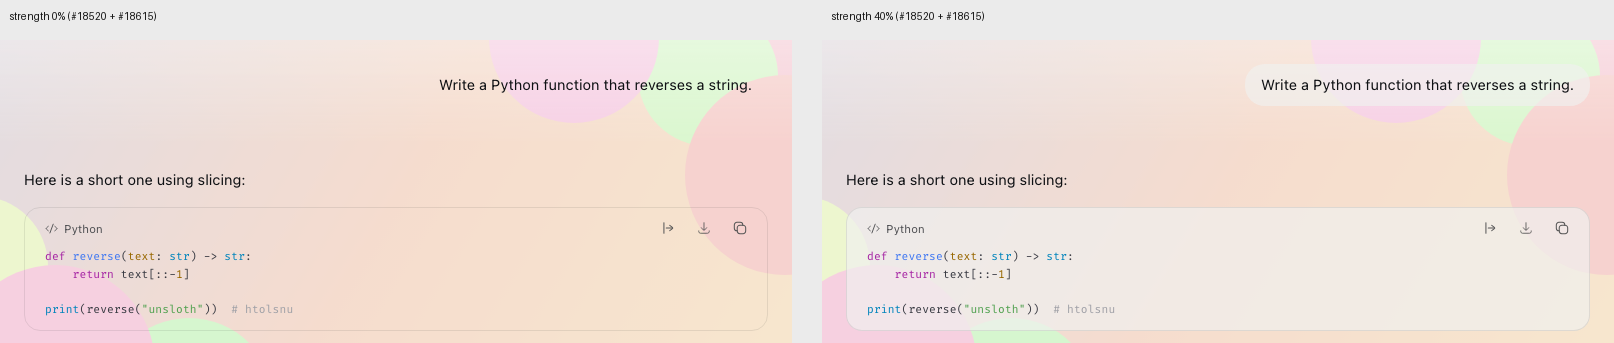 strength 0% (#18520 + #18615)
Write a Python function that reverses a string.
Here is a short one using slicing:
Python
def reverse(text: str) -> str:
    return text[::-1]
print(reverse("unsloth"))  # htolsnu
strength 40% (#18520 + #18615)
Write a Python function that reverses a string.
Here is a short one using slicing:
Python
def reverse(text: str) -> str:
    return text[::-1]
print(reverse("unsloth"))  # htolsnu